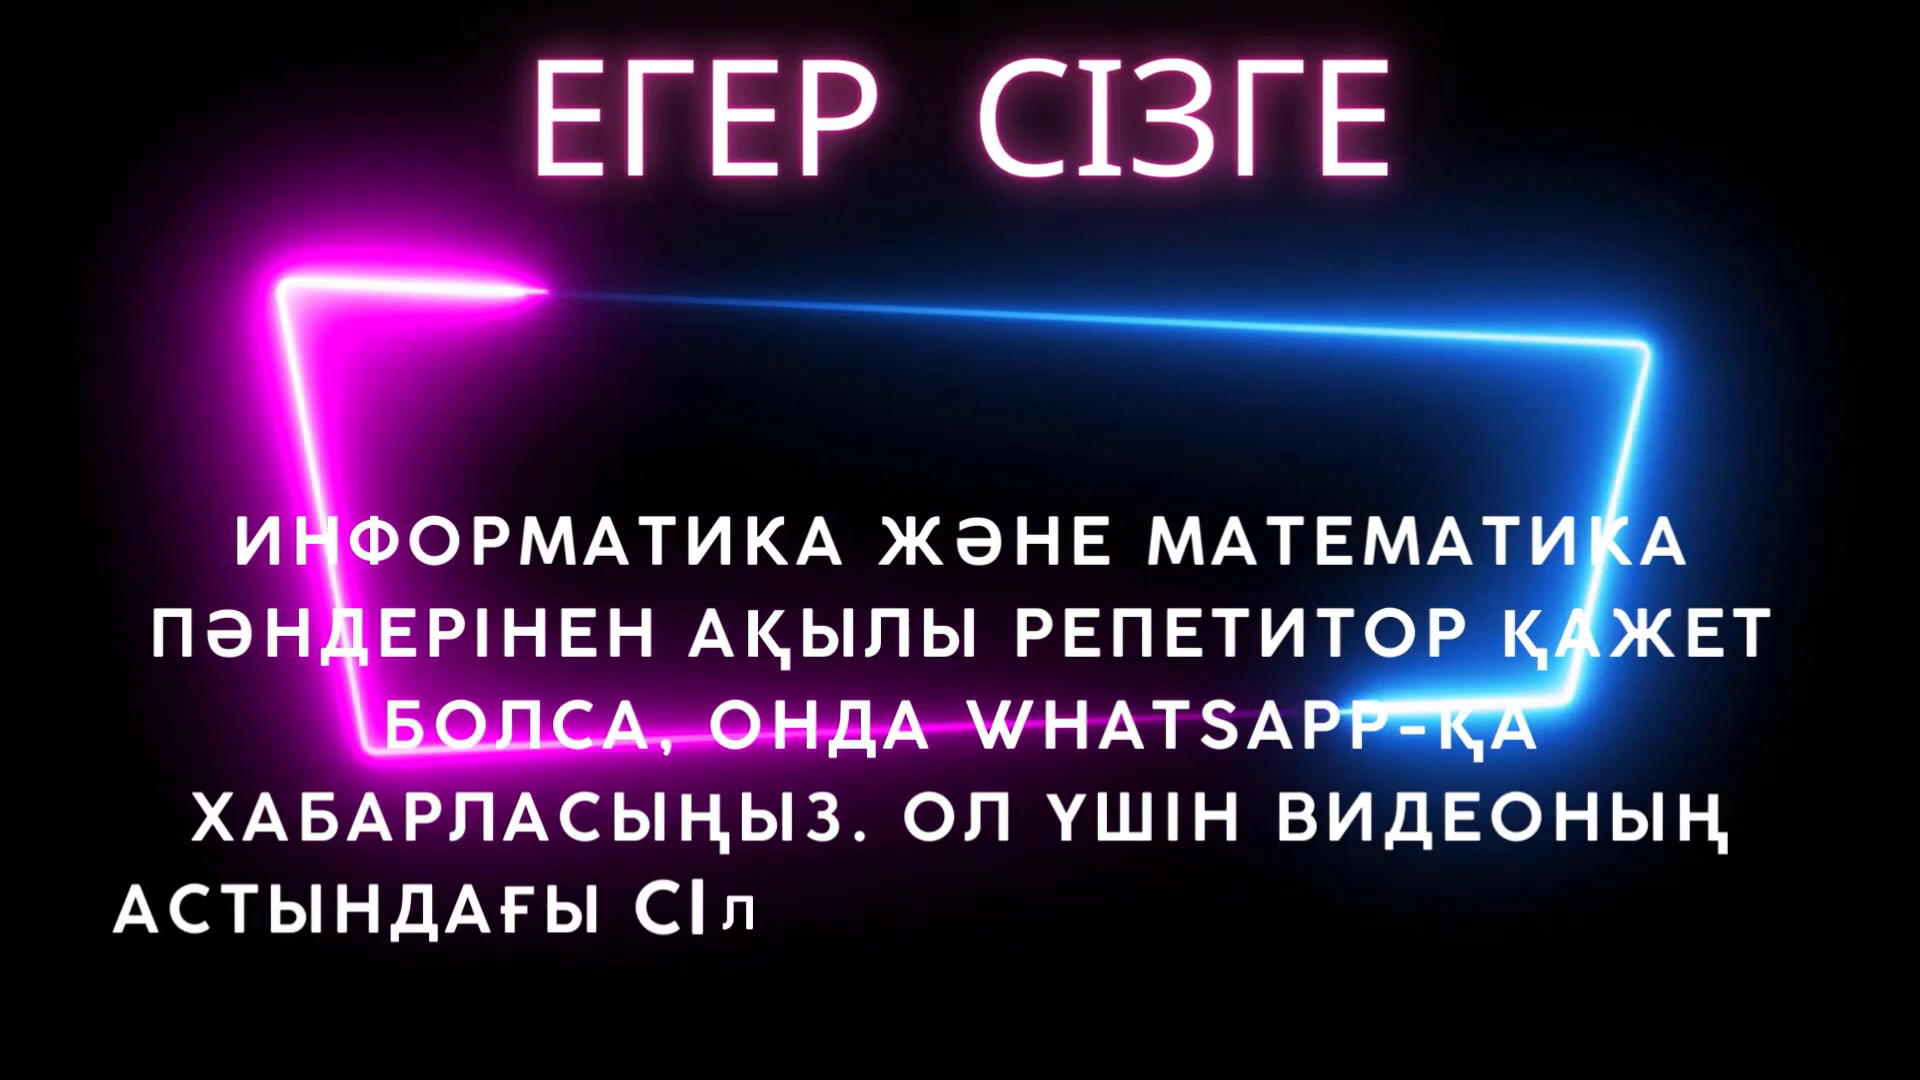 ЕГЕР СІЗГЕ
ИНФОРМАТИКА ЖӘНЕ МАТЕМАТИКА
ПӘНДЕРІНЕН АҚЫЛЫ РЕПЕТИТОР ҚАЖЕТ
БОЛСА, ОНДА WHATSAPP-ҚА
ХАБАРЛАСЫҢЫЗ. ОЛ ҮШІН ВИДЕОНЫҢ
АСТЫНДАҒЫ СІЛ